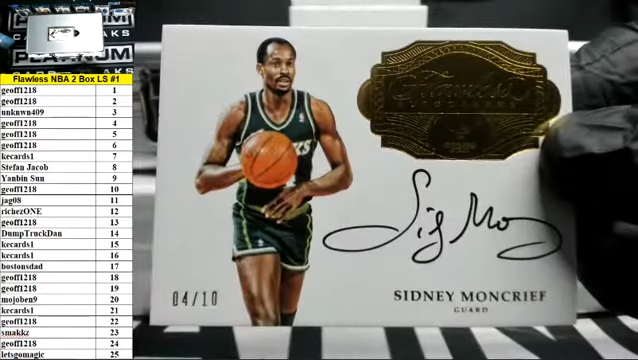 PLATINUM
Flawless NBA 2 Box LS #1
geoff1218 1
geoff1218 2
unknwn409 3
geoff1218 4
geoff1218 5
geoff1218 6
kecards1 7
Stefan Jacob 8
Yanbin Sun 9
geoff1218 10
jag08 11
richezONE 12
geoff1218 13
DumpTruckDan 14
kecards1 15
kecards1 16
bostonsdad 17
geoff1218 18
geoff1218 19
mojoben9 20
kecards1 21
geoff1218 22
smakkz 23
geoff1218 24
letsgomagic 25
Flawless
Sid Mo
04/10
SIDNEY MONCRIEF
GUARD